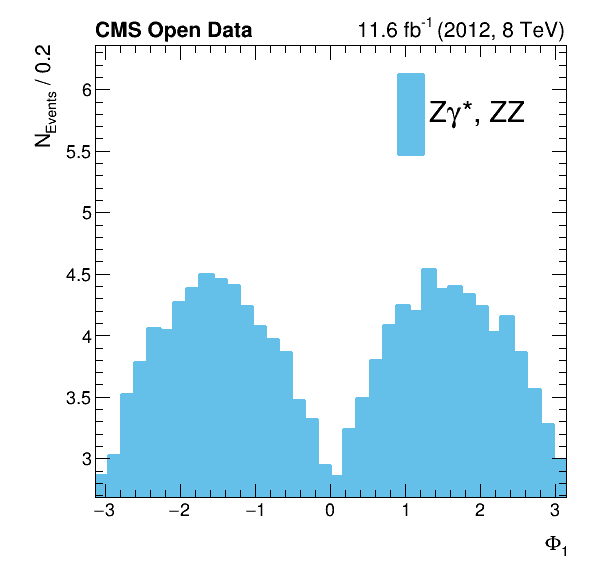 CMS Open Data 11.6 fb⁻¹ (2012, 8 TeV)
N_Events / 0.2
Zγ*, ZZ
6
5.5
5
4.5
4
3.5
3
−3 −2 −1 0 1 2 3
Φ₁